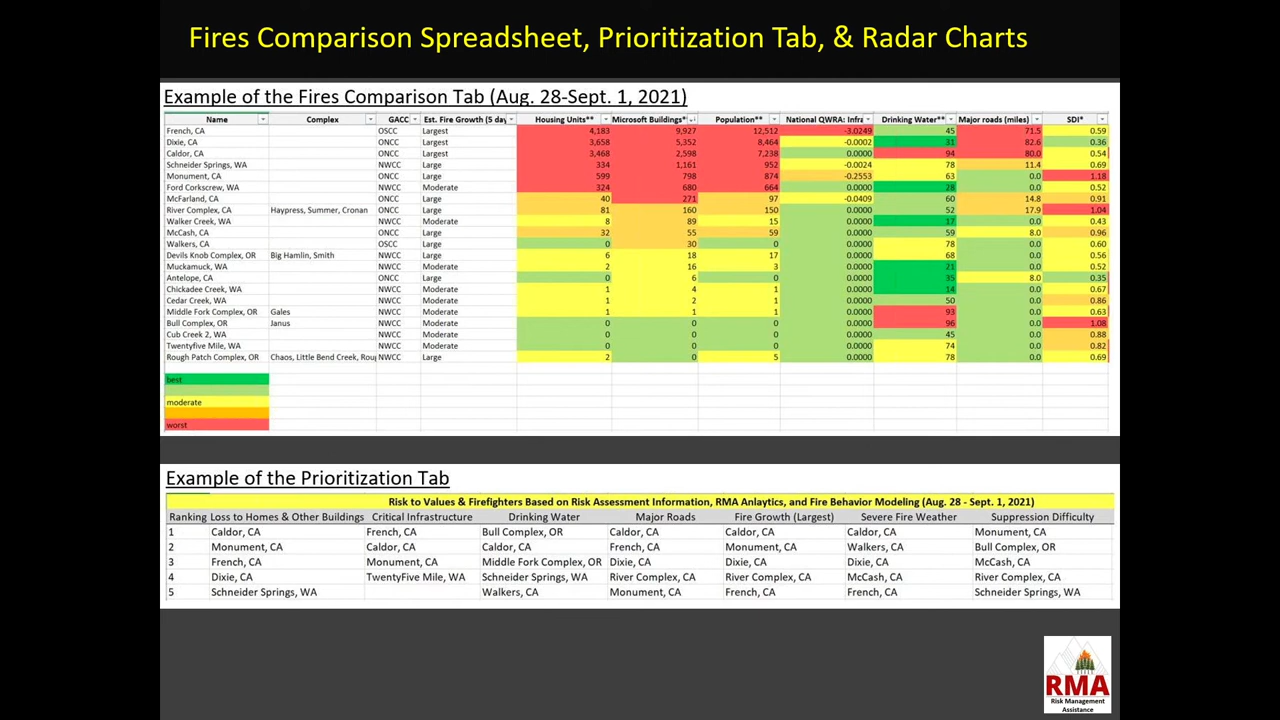 Fires Comparison Spreadsheet, Prioritization Tab, & Radar Charts
Example of the Fires Comparison Tab (Aug. 28-Sept. 1, 2021)
Name Complex GACC Est. Fire Growth (5 day Housing Units** Microsoft Buildings* Population** National QWRA: Infra Drinking Water** Major roads (miles) SDI*
French, CA OSCC Largest 4,183 9,927 12,512 -3.0249 45 71.5 0.59
Dixie, CA ONCC Largest 3,658 5,352 8,464 -0.0002 31 82.6 0.36
Caldor, CA ONCC Largest 3,468 2,598 7,238 0.0000 94 80.0 0.54
Schneider Springs, WA NWCC Large 334 1,161 952 -0.0024 78 11.4 0.69
Monument, CA ONCC Large 599 798 874 -0.2553 63 0.0 1.18
Ford Corkscrew, WA NWCC Moderate 324 680 664 0.0000 28 0.0 0.52
McFarland, CA ONCC Large 40 271 97 -0.0409 60 14.8 0.91
River Complex, CA Haypress, Summer, Cronan ONCC Large 81 160 150 0.0000 52 17.9 1.04
Walker Creek, WA NWCC Moderate 8 89 15 0.0000 17 0.0 0.43
McCash, CA ONCC Large 32 55 59 0.0000 59 8.0 0.96
Walkers, CA OSCC Large 0 30 0 0.0000 78 0.0 0.60
Devils Knob Complex, OR Big Hamlin, Smith NWCC Large 6 18 17 0.0000 68 0.0 0.56
Muckamuck, WA NWCC Moderate 2 16 3 0.0000 21 0.0 0.52
Antelope, CA ONCC Large 0 6 0 0.0000 35 8.0 0.35
Chickadee Creek, WA NWCC Moderate 1 4 1 0.0000 14 0.0 0.67
Cedar Creek, WA NWCC Moderate 1 2 1 0.0000 50 0.0 0.86
Middle Fork Complex, OR Gales NWCC Moderate 1 1 1 0.0000 93 0.0 0.63
Bull Complex, OR Janus NWCC Moderate 0 0 0 0.0000 96 0.0 1.08
Cub Creek 2, WA NWCC Moderate 0 0 0 0.0000 45 0.0 0.88
Twentyfive Mile, WA NWCC Moderate 0 0 0 0.0000 74 0.0 0.82
Rough Patch Complex, OR Chaos, Little Bend Creek, Rou NWCC Large 2 0 5 0.0000 78 0.0 0.69
best
moderate
worst
Example of the Prioritization Tab
Risk to Values & Firefighters Based on Risk Assessment Information, RMA Anlaytics, and Fire Behavior Modeling (Aug. 28 - Sept. 1, 2021)
Ranking Loss to Homes & Other Buildings Critical Infrastructure Drinking Water Major Roads Fire Growth (Largest) Severe Fire Weather Suppression Difficulty
1 Caldor, CA French, CA Bull Complex, OR Caldor, CA Caldor, CA Caldor, CA Monument, CA
2 Monument, CA Caldor, CA Caldor, CA French, CA Monument, CA Walkers, CA Bull Complex, OR
3 French, CA Monument, CA Middle Fork Complex, OR Dixie, CA Dixie, CA Dixie, CA McCash, CA
4 Dixie, CA TwentyFive Mile, WA Schneider Springs, WA River Complex, CA River Complex, CA McCash, CA River Complex, CA
5 Schneider Springs, WA Walkers, CA Monument, CA French, CA French, CA Schneider Springs, WA
RMA
Risk Management
Assistance